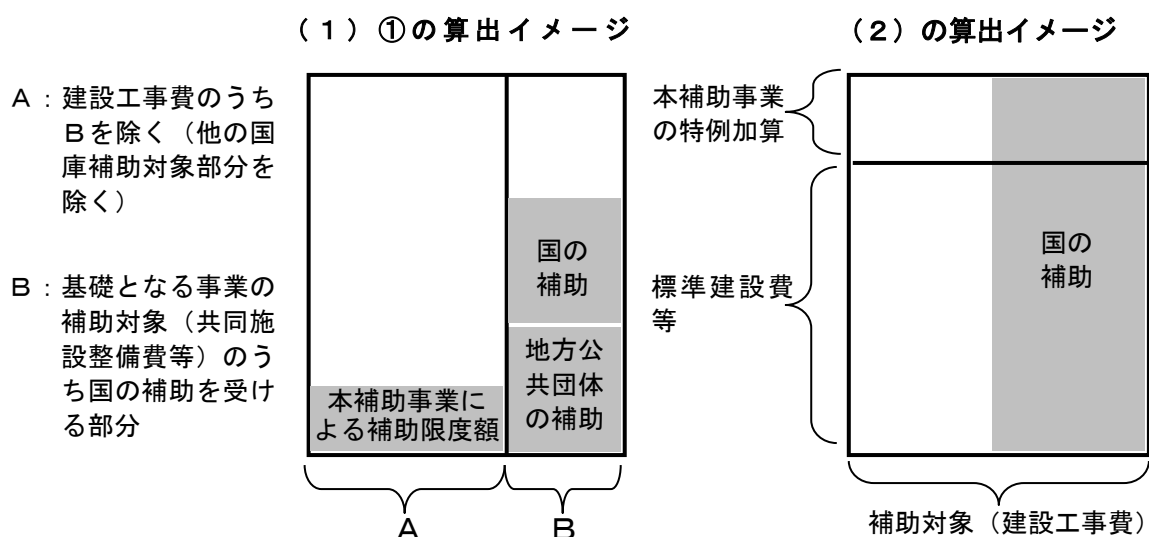 (1)①の算出イメージ
A:建設工事費のうち
Bを除く(他の国
庫補助対象部分を
除く)
B:基礎となる事業の
補助対象(共同施
設整備費等)のう
ち国の補助を受け
る部分
国の
補助
地方公
共団体
の補助
本補助事業に
よる補助限度額
A
B
(2)の算出イメージ
本補助事業
の特例加算
標準建設費
等
国の
補助
補助対象(建設工事費)